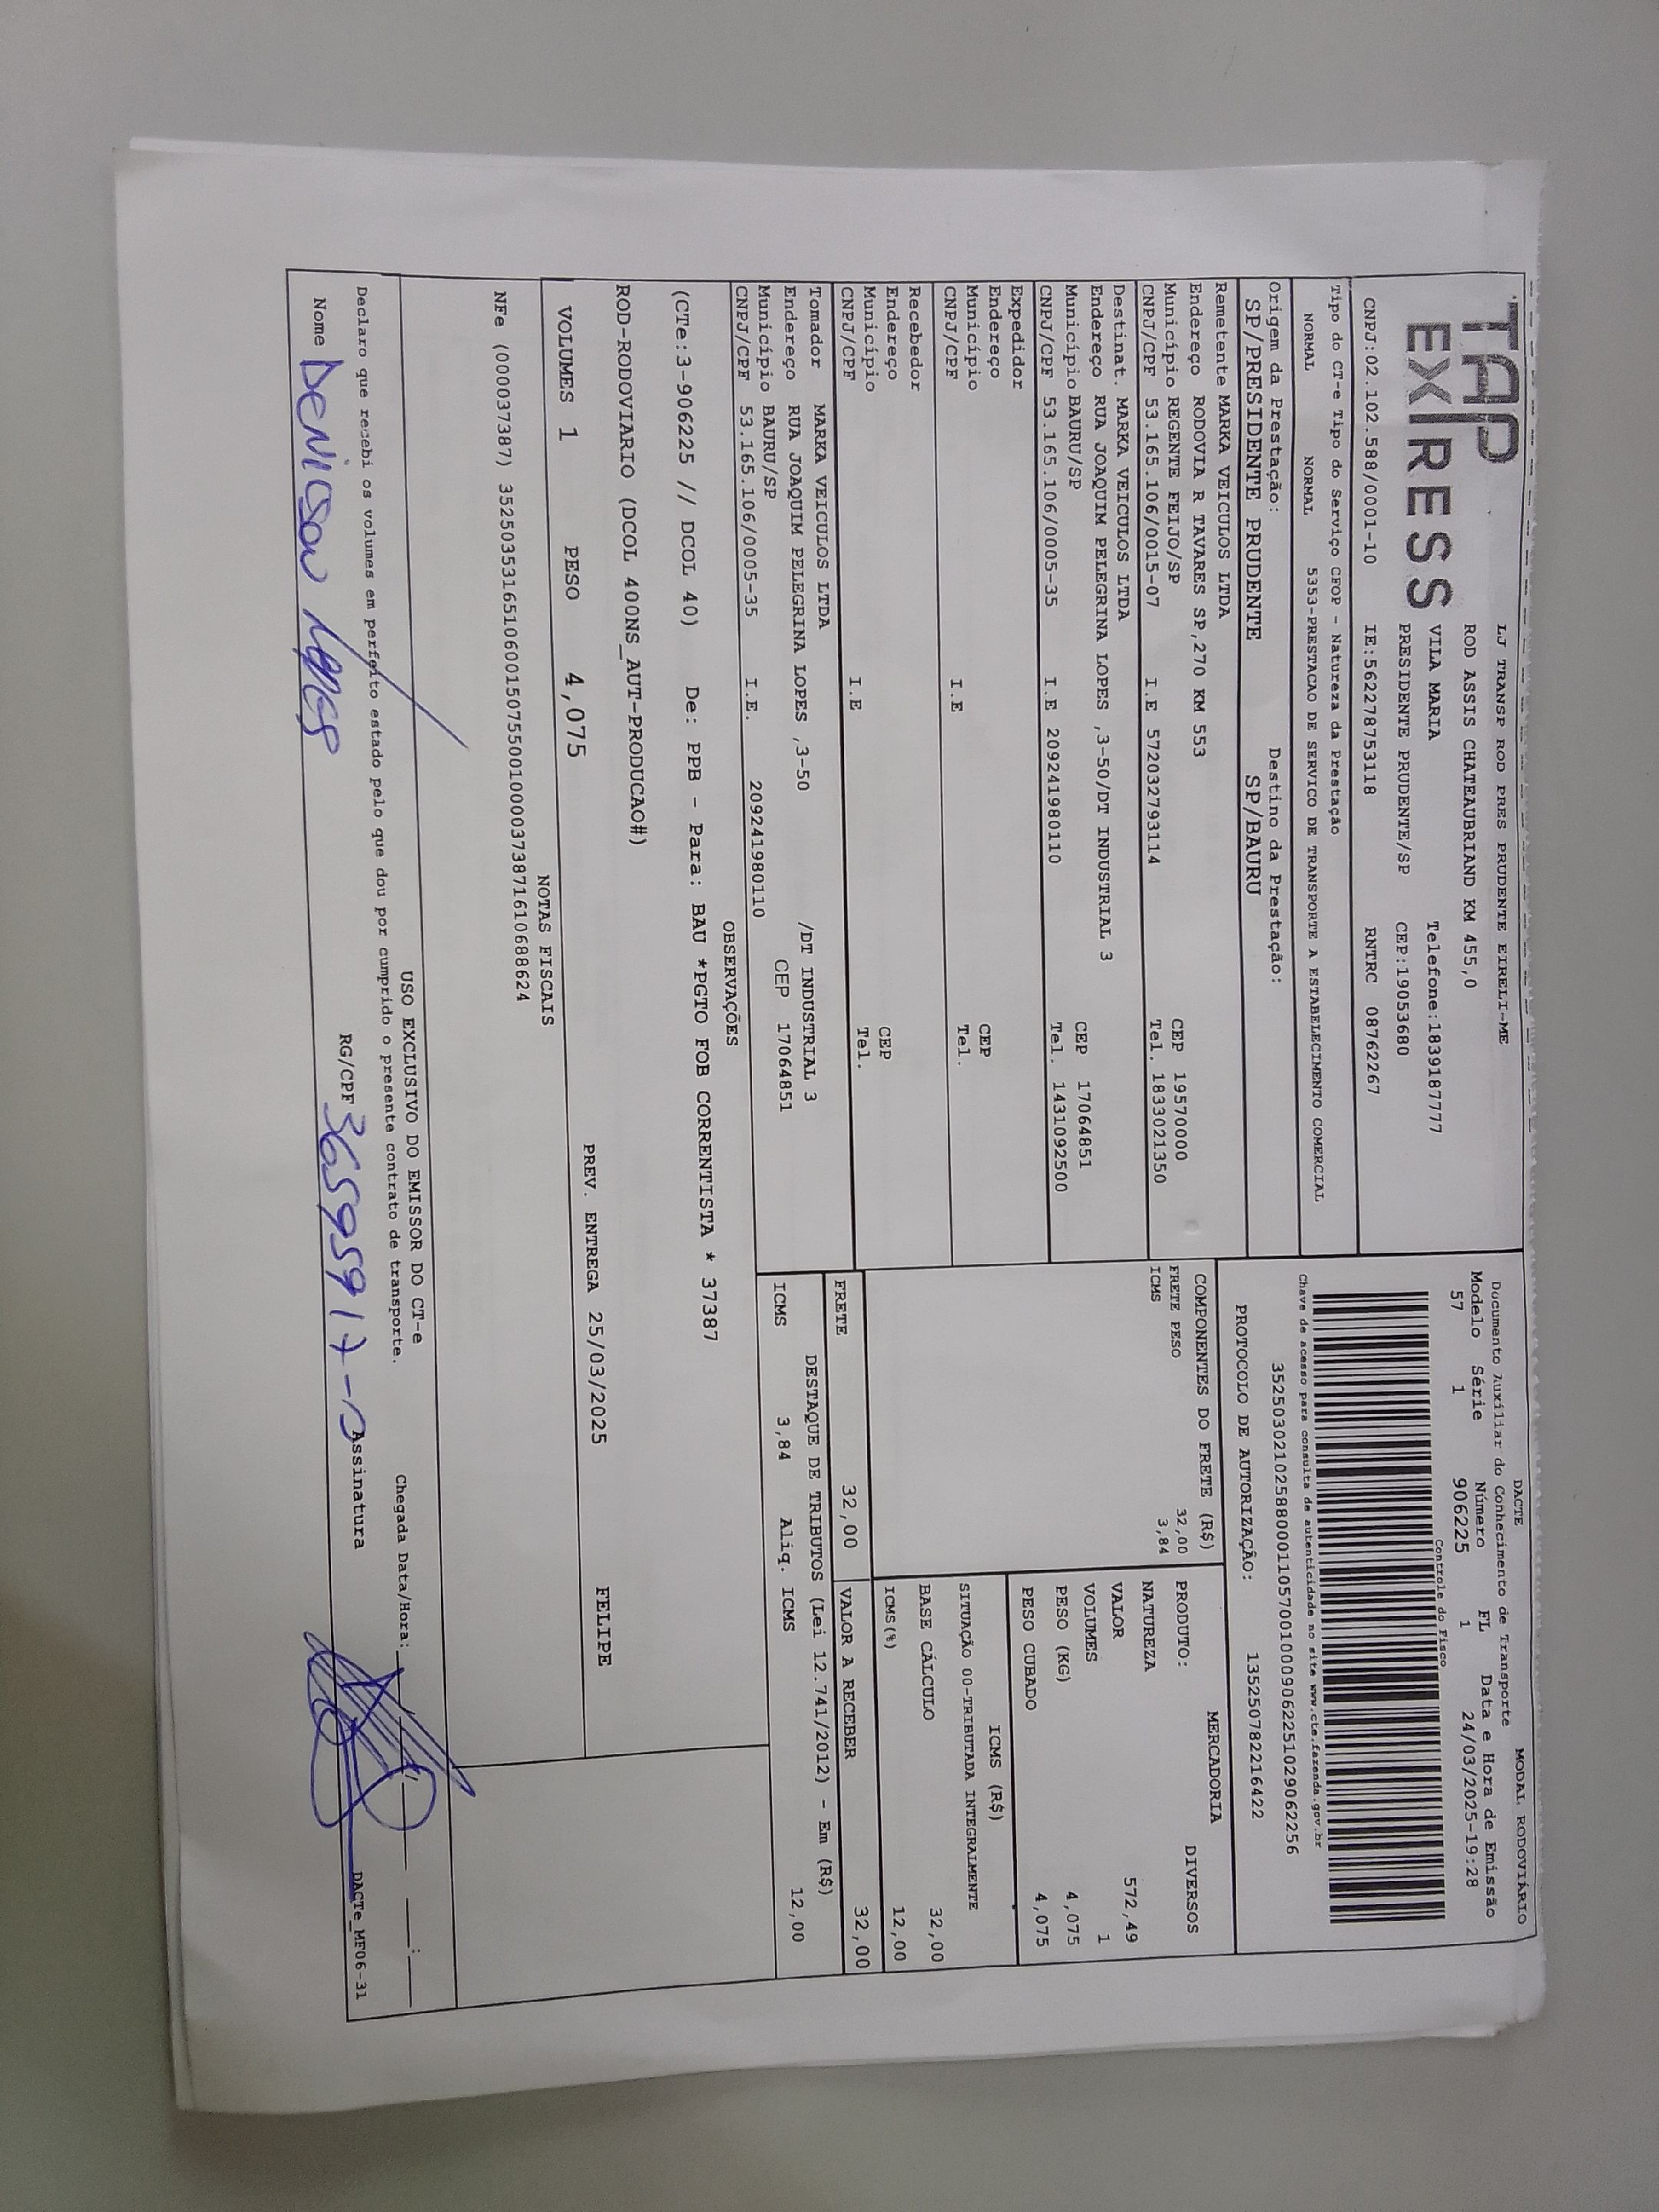 TAP EXPRESS
LJ TRANSP ROD PRES PRUDENTE EIRELI-ME
ROD ASSIS CHATEAUBRIAND KM 455,0
VILA MARIA Telefone:1839187777
PRESIDENTE PRUDENTE/SP CEP:19053680
CNPJ:02.102.588/0001-10 IE:562278753118 RNTRC 08762267
DACTE MODAL RODOVIÁRIO
Documento Auxiliar do Conhecimento de Transporte
Modelo Série Número FL Data e Hora de Emissão
57 1 906225 1 24/03/2025-19:28
Controle do Fisco
Chave de acesso para consulta de autenticidade no site www.cte.fazenda.gov.br
35250302102588000110570010009062251029062256
PROTOCOLO DE AUTORIZAÇÃO: 135250782216422
Tipo do CT-e Tipo do Serviço CFOP - Natureza da Prestação
NORMAL NORMAL 5353-PRESTACAO DE SERVICO DE TRANSPORTE A ESTABELECIMENTO COMERCIAL
Origem da Prestação: Destino da Prestação:
SP/PRESIDENTE PRUDENTE SP/BAURU
Remetente MARKA VEICULOS LTDA
Endereço RODOVIA R TAVARES SP,270 KM 553
Município REGENTE FEIJO/SP CEP 19570000
CNPJ/CPF 53.165.106/0015-07 I.E 572032793114 Tel. 1833021350
Destinat. MARKA VEICULOS LTDA
Endereço RUA JOAQUIM PELEGRINA LOPES ,3-50/DT INDUSTRIAL 3
Município BAURU/SP CEP 17064851
CNPJ/CPF 53.165.106/0005-35 I.E 209241980110 Tel. 1431092500
Expedidor
Endereço
Município CEP
CNPJ/CPF I.E Tel.
Recebedor
Endereço
Município CEP
CNPJ/CPF I.E Tel.
Tomador MARKA VEICULOS LTDA
Endereço RUA JOAQUIM PELEGRINA LOPES ,3-50 /DT INDUSTRIAL 3
Município BAURU/SP CEP 17064851
CNPJ/CPF 53.165.106/0005-35 I.E. 209241980110
COMPONENTES DO FRETE (R$)
FRETE PESO 32,00
ICMS 3,84
MERCADORIA
PRODUTO: DIVERSOS
NATUREZA
VALOR 572,49
VOLUMES 1
PESO (KG) 4,075
PESO CUBADO 4,075
ICMS (R$)
SITUAÇÃO 00-TRIBUTADA INTEGRALMENTE
BASE CÁLCULO 32,00
ICMS(%) 12,00
FRETE 32,00 VALOR A RECEBER 32,00
DESTAQUE DE TRIBUTOS (Lei 12.741/2012) - Em (R$)
ICMS 3,84 Aliq. ICMS 12,00
OBSERVAÇÕES
(CTe:3-906225 // DCOL 40) De: PPB - Para: BAU *PGTO FOB CORRENTISTA * 37387
ROD-RODOVIARIO (DCOL 400NS_AUT-PRODUCAO#)
VOLUMES 1 PESO 4,075 PREV. ENTREGA 25/03/2025 FELIPE
NOTAS FISCAIS
NFe (000037387) 35250353165106001507550010000373871610688624
USO EXCLUSIVO DO EMISSOR DO CT-e
Declaro que recebi os volumes em perfeito estado pelo que dou por cumprido o presente contrato de transporte. Chegada Data/Hora:
Nome Denilson RG/CPF Assinatura
DACTe_MF06-31